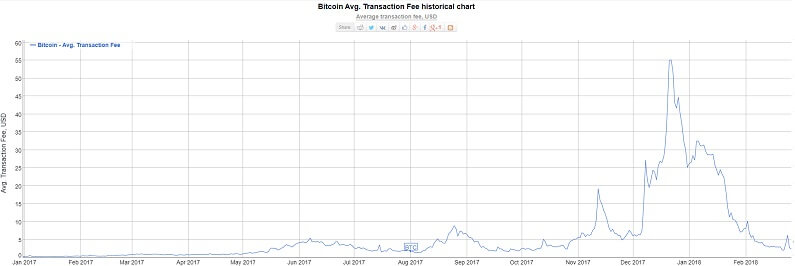 Bitcoin Avg. Transaction Fee historical chart
Average transaction fee, USD
Share:
Bitcoin - Avg. Transaction Fee
Avg. Transaction Fee, USD
60
55
50
45
40
35
30
25
20
15
10
5
0
BTC
Jan 2017 Feb 2017 Mar 2017 Apr 2017 May 2017 Jun 2017 Jul 2017 Aug 2017 Sep 2017 Oct 2017 Nov 2017 Dec 2017 Jan 2018 Feb 2018